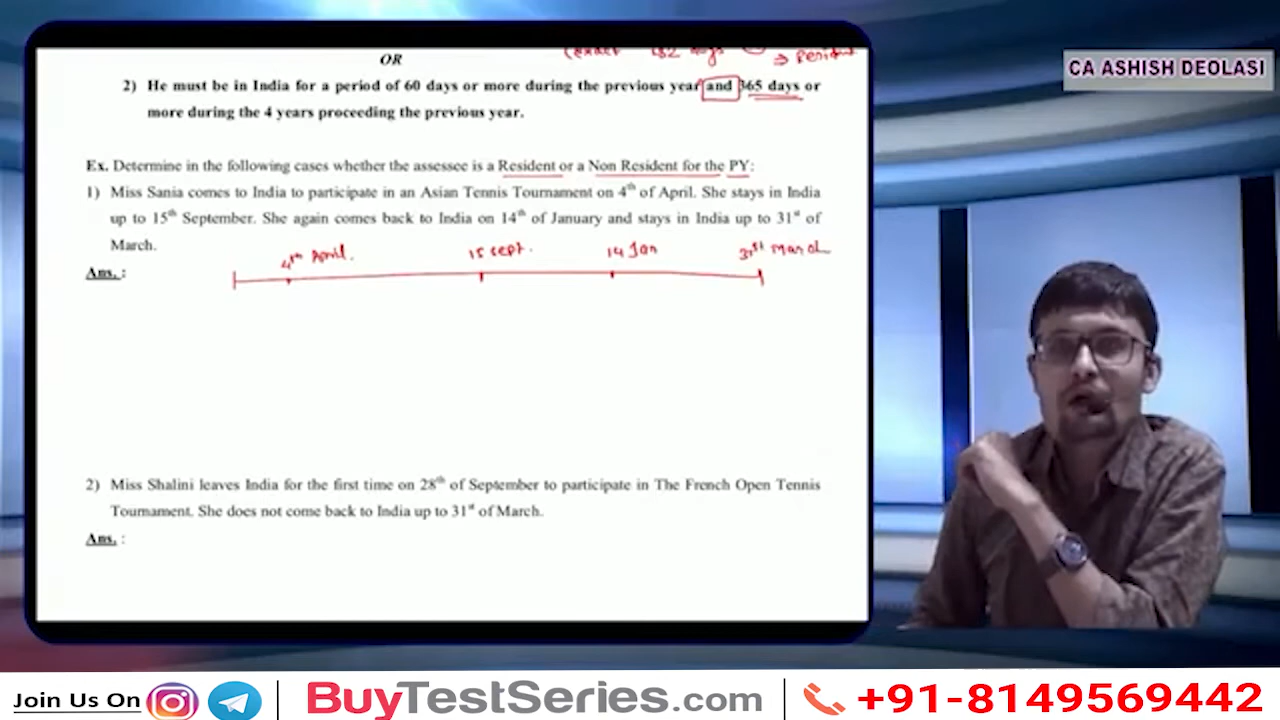 (exact 182 days ⇒ Resident
OR
2) He must be in India for a period of 60 days or more during the previous year and 365 days or
more during the 4 years proceeding the previous year.
Ex. Determine in the following cases whether the assessee is a Resident or a Non Resident for the PY:
1) Miss Sania comes to India to participate in an Asian Tennis Tournament on 4th of April. She stays in India
up to 15th September. She again comes back to India on 14th of January and stays in India up to 31st of
March.
4th April. 15 sept. 14 Jan 31st March
Ans. :
2) Miss Shalini leaves India for the first time on 28th of September to participate in The French Open Tennis
Tournament. She does not come back to India up to 31st of March.
Ans. :
CA ASHISH DEOLASI
Join Us On BuyTestSeries.com +91-8149569442